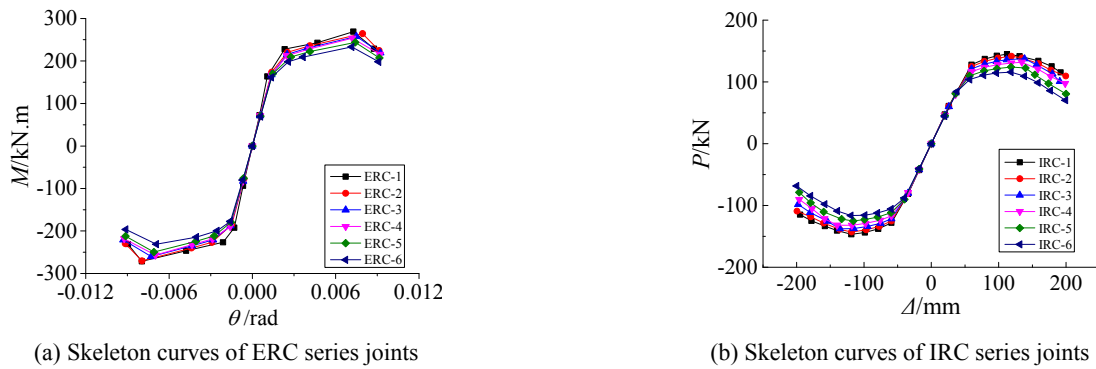 300
200
100
0
-100
-200
-300
M/kN.m
ERC-1
ERC-2
ERC-3
ERC-4
ERC-5
ERC-6
-0.012 -0.006 0.000 0.006 0.012
θ/rad
(a) Skeleton curves of ERC series joints
200
100
0
-100
-200
P/kN
IRC-1
IRC-2
IRC-3
IRC-4
IRC-5
IRC-6
-200 -100 0 100 200
Δ/mm
(b) Skeleton curves of IRC series joints